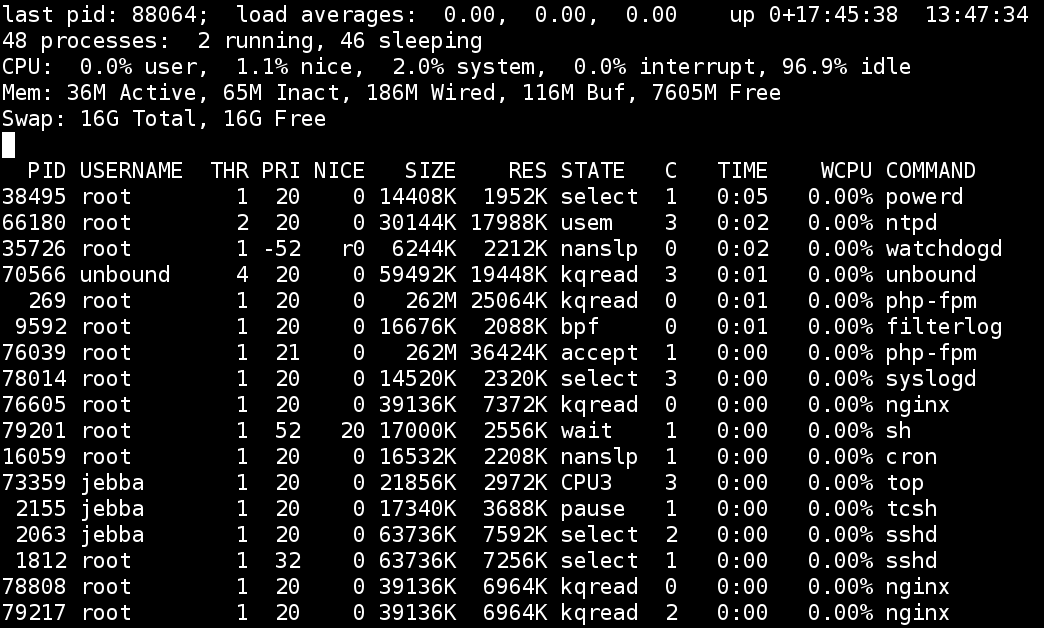 last pid: 88064;  load averages:  0.00,  0.00,  0.00    up 0+17:45:38  13:47:34
48 processes:  2 running, 46 sleeping
CPU:  0.0% user,  1.1% nice,  2.0% system,  0.0% interrupt, 96.9% idle
Mem: 36M Active, 65M Inact, 186M Wired, 116M Buf, 7605M Free
Swap: 16G Total, 16G Free
  PID USERNAME  THR PRI NICE   SIZE    RES STATE   C   TIME    WCPU COMMAND
38495 root        1  20    0 14408K  1952K select  1   0:05   0.00% powerd
66180 root        2  20    0 30144K 17988K usem    3   0:02   0.00% ntpd
35726 root        1 -52   r0  6244K  2212K nanslp  0   0:02   0.00% watchdogd
70566 unbound     4  20    0 59492K 19448K kqread  3   0:01   0.00% unbound
  269 root        1  20    0   262M 25064K kqread  0   0:01   0.00% php-fpm
 9592 root        1  20    0 16676K  2088K bpf     0   0:01   0.00% filterlog
76039 root        1  21    0   262M 36424K accept  1   0:00   0.00% php-fpm
78014 root        1  20    0 14520K  2320K select  3   0:00   0.00% syslogd
76605 root        1  20    0 39136K  7372K kqread  0   0:00   0.00% nginx
79201 root        1  52   20 17000K  2556K wait    1   0:00   0.00% sh
16059 root        1  20    0 16532K  2208K nanslp  1   0:00   0.00% cron
73359 jebba       1  20    0 21856K  2972K CPU3    3   0:00   0.00% top
 2155 jebba       1  20    0 17340K  3688K pause   1   0:00   0.00% tcsh
 2063 jebba       1  20    0 63736K  7592K select  2   0:00   0.00% sshd
 1812 root        1  32    0 63736K  7256K select  1   0:00   0.00% sshd
78808 root        1  20    0 39136K  6964K kqread  0   0:00   0.00% nginx
79217 root        1  20    0 39136K  6964K kqread  2   0:00   0.00% nginx